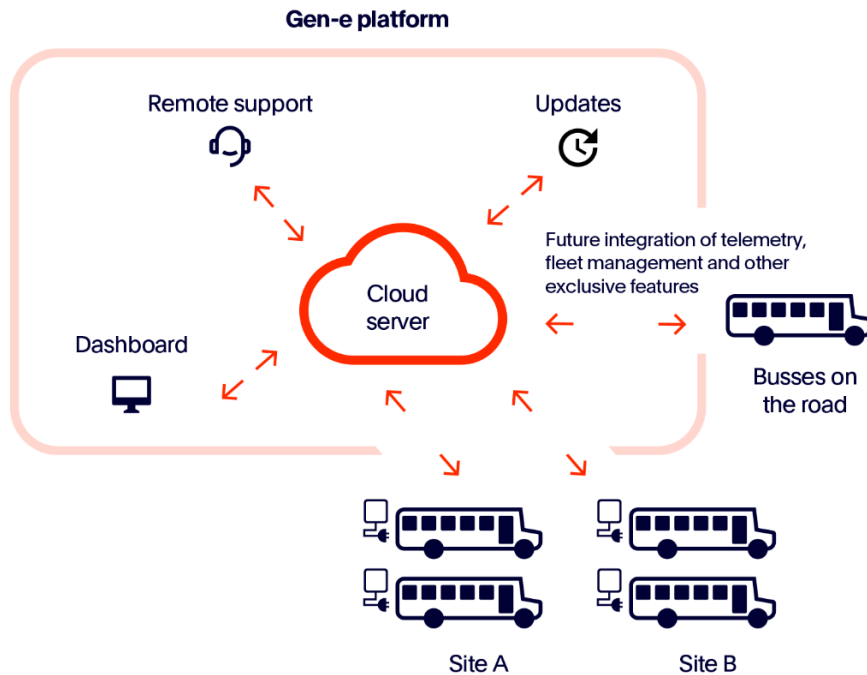 Gen-e platform
Remote support
Updates
Future integration of telemetry,
fleet management and other
exclusive features
Cloud
server
Dashboard
Busses on
the road
Site A
Site B